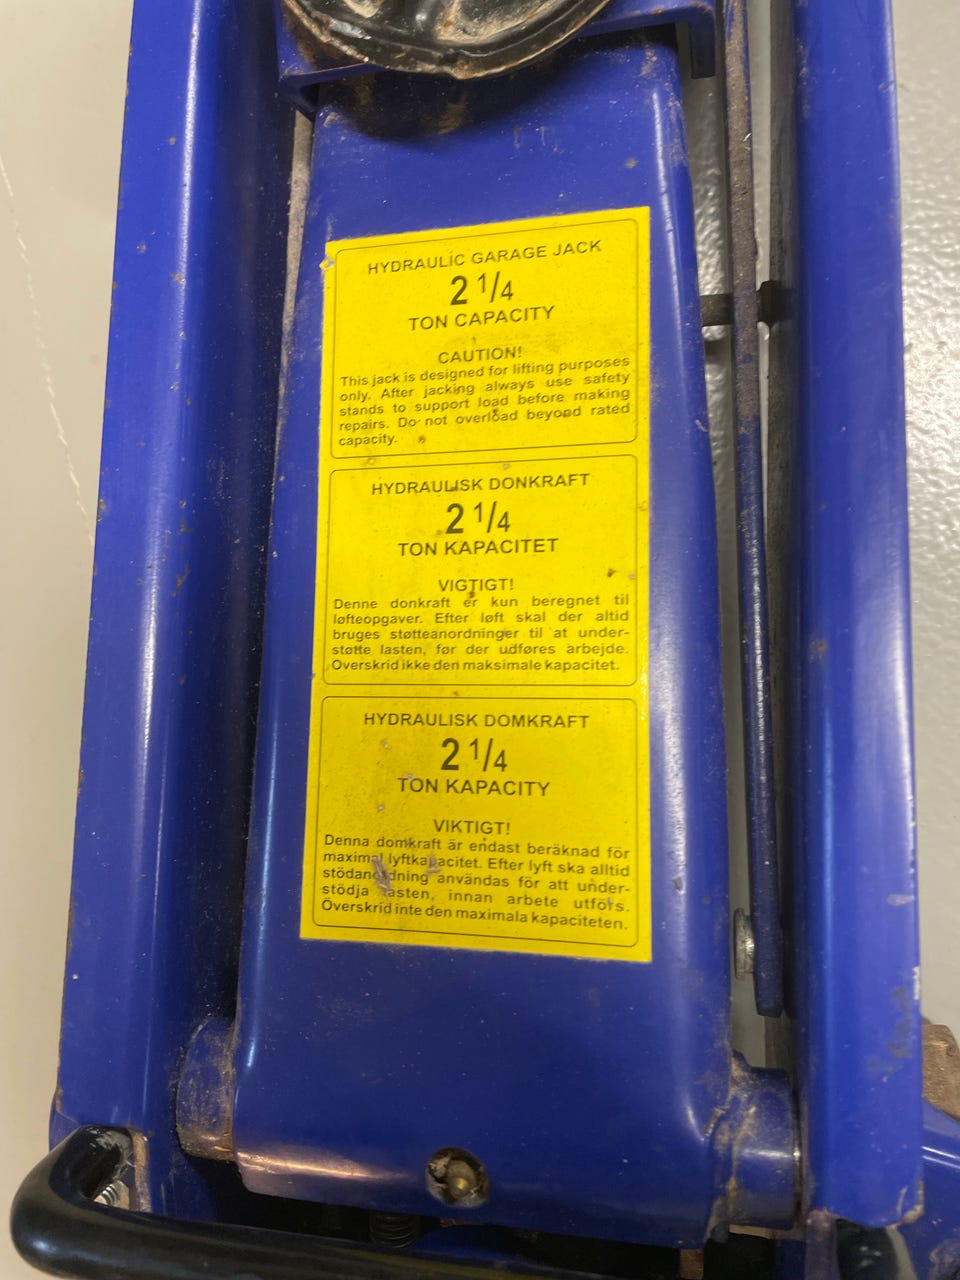 HYDRAULIC GARAGE JACK
2 1/4
TON CAPACITY
CAUTION!
This jack is designed for lifting purposes
only. After jacking always use safety
stands to support load before making
repairs. Do not overload beyond rated
capacity.
HYDRAULISK DONKRAFT
2 1/4
TON KAPACITET
VIGTIGT!
Denne donkraft er kun beregnet til
løfteopgaver. Efter løft skal der altid
bruges støtteanordninger til at under-
støtte lasten, før der udføres arbejde.
Overskrid ikke den maksimale kapacitet.
HYDRAULISK DOMKRAFT
2 1/4
TON KAPACITY
VIKTIGT!
Denna domkraft är endast beräknad för
maximal lyftkapacitet. Efter lyft ska alltid
stödanordning användas för att under-
stödja lasten, innan arbete utförs.
Överskrid inte den maximala kapaciteten.